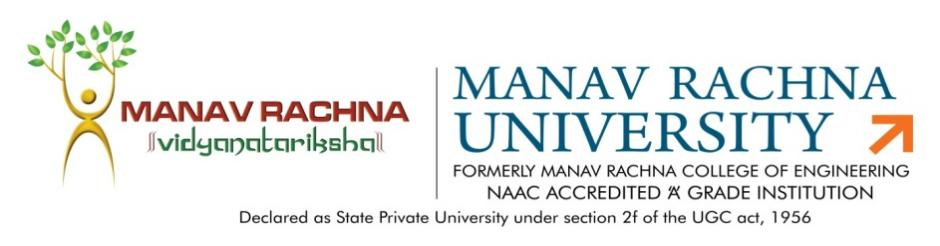 MANAV RACHNA
vidyanatariksha
MANAV RACHNA
UNIVERSITY
FORMERLY MANAV RACHNA COLLEGE OF ENGINEERING
NAAC ACCREDITED 'A' GRADE INSTITUTION
Declared as State Private University under section 2f of the UGC act, 1956